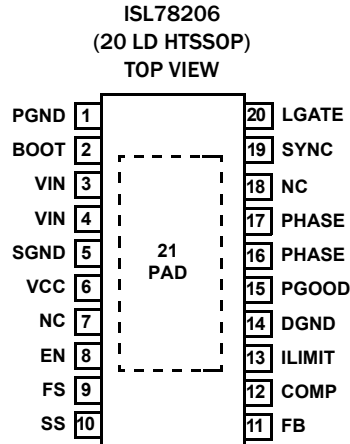 ISL78206
(20 LD HTSSOP)
TOP VIEW
PGND 1
BOOT 2
VIN 3
VIN 4
SGND 5
VCC 6
NC 7
EN 8
FS 9
SS 10
21
PAD
20 LGATE
19 SYNC
18 NC
17 PHASE
16 PHASE
15 PGOOD
14 DGND
13 ILIMIT
12 COMP
11 FB